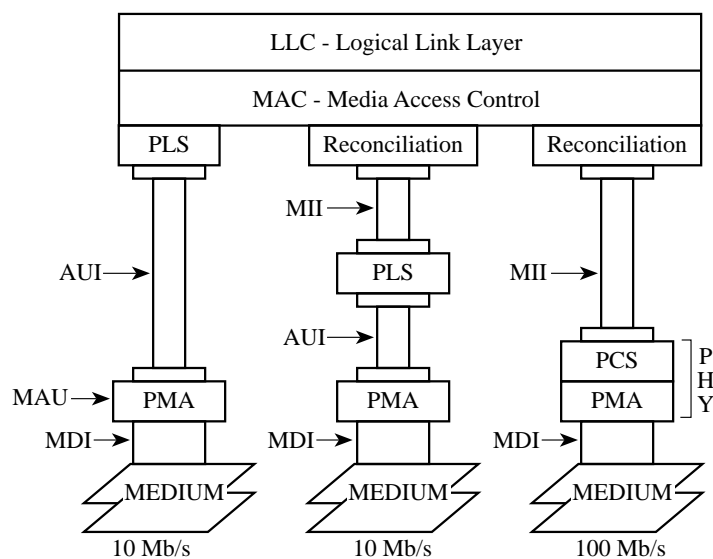 LLC - Logical Link Layer
MAC - Media Access Control
PLS
Reconciliation
Reconciliation
MII
AUI
PLS
MII
AUI
PCS
P
H
Y
MAU
PMA
PMA
PMA
MDI
MDI
MDI
MEDIUM
MEDIUM
MEDIUM
10 Mb/s
10 Mb/s
100 Mb/s